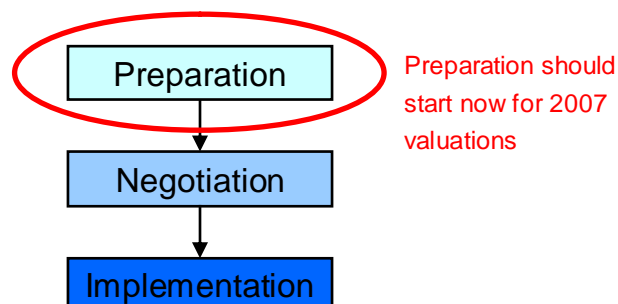 Preparation
Preparation should
start now for 2007
valuations
Negotiation
Implementation